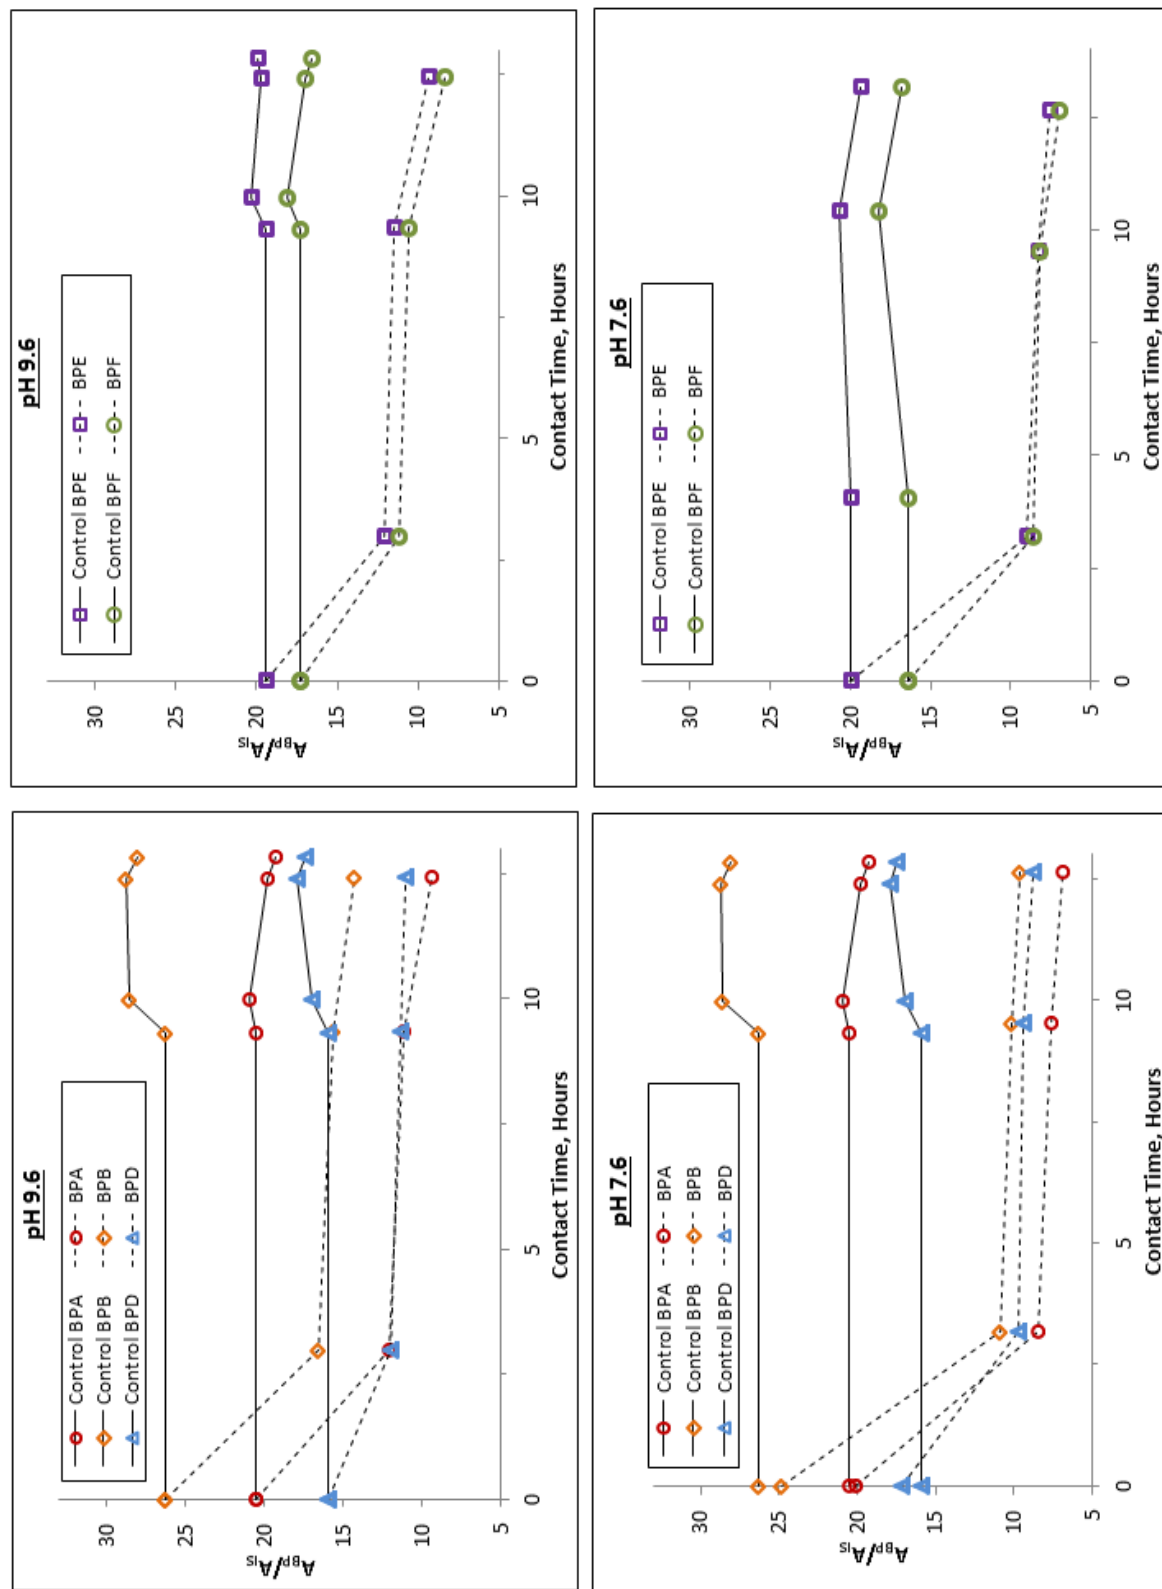 pH 9.6
Control BPA BPA
Control BPB BPB
Control BPD BPD
30
25
20
15
10
5
A_BP/A_IS
0 5 10
Contact Time, Hours
pH 9.6
Control BPE BPE
Control BPF BPF
30
25
20
15
10
5
A_BP/A_IS
0 5 10
Contact Time, Hours
pH 7.6
Control BPA BPA
Control BPB BPB
Control BPD BPD
30
25
20
15
10
5
A_BP/A_IS
0 5 10
Contact Time, Hours
pH 7.6
Control BPE BPE
Control BPF BPF
30
25
20
15
10
5
A_BP/A_IS
0 5 10
Contact Time, Hours